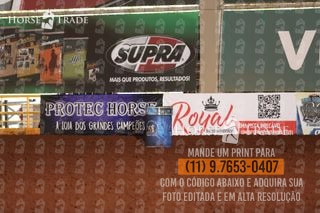 HORSE TRADE
SUPRA
MAIS QUE PRODUTOS, RESULTADOS!
PROTEC HORSE
A LOJA DOS GRANDES CAMPEÕES
Royal
MANDE UM PRINT PARA
(11) 9.7653-0407
COM O CÓDIGO ABAIXO E ADQUIRA SUA
FOTO EDITADA E EM ALTA RESOLUÇÃO